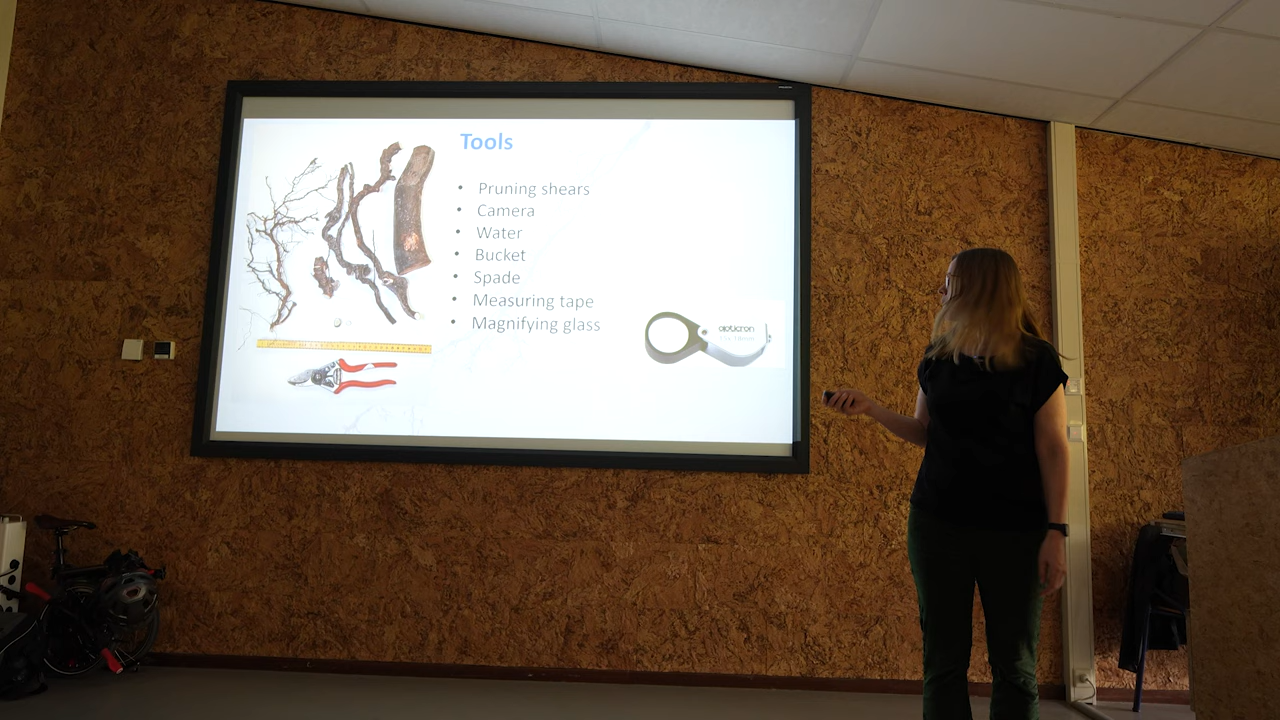 Tools
• Pruning shears
• Camera
• Water
• Bucket
• Spade
• Measuring tape
• Magnifying glass
opticron